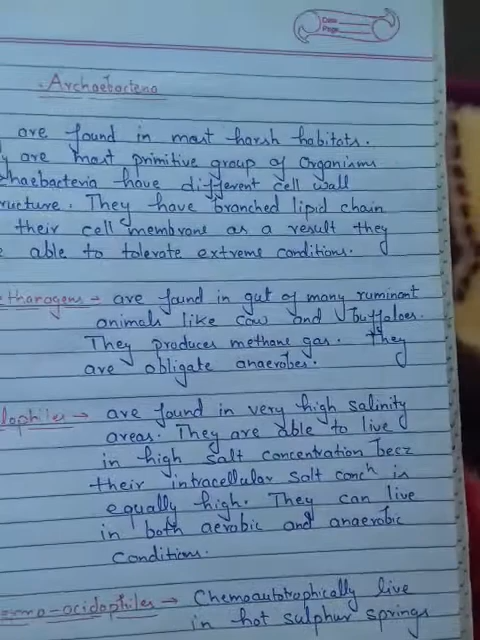 Date
Page
Archaebacteria
are found in most harsh habitats.
y are most primitive group of Organisms
chaebacteria have different cell wall
ructure. They have branched lipid chain
their cell membrane as a result they
e able to tolerate extreme conditions.
ethanogens - are found in gut of many ruminant
animals like cow and buffaloes.
They produces methane gas. They
are obligate anaerobes.
lophiles → are found in very high salinity
areas. They are able to live
in high salt concentration becz
their intracellular salt concn is
equally high. They can live
in both aerobic and anaerobic
conditions.
ermo-acidophiles → Chemoautotrophically live
in hot sulphur springs